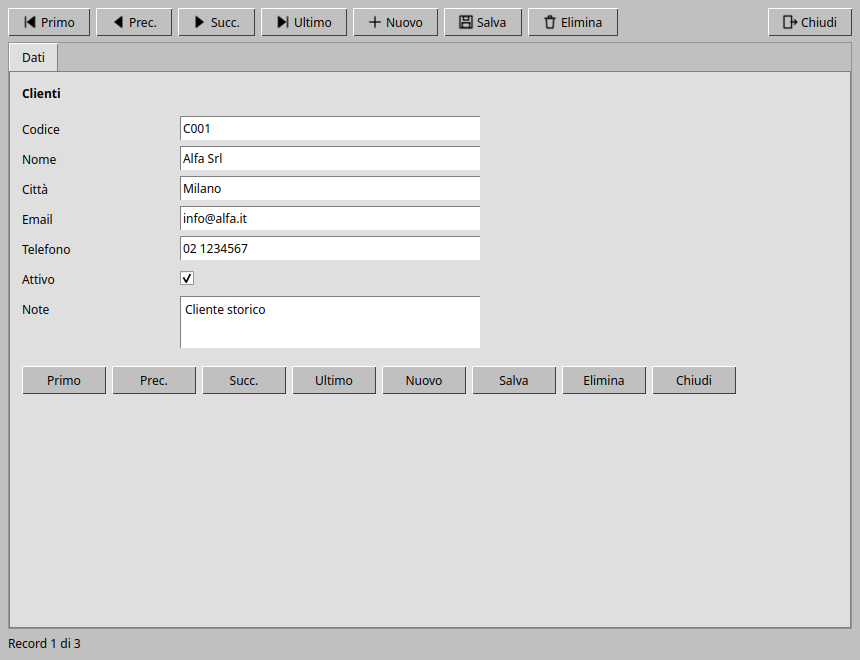 Primo Prec. Succ. Ultimo Nuovo Salva Elimina Chiudi
Dati
Clienti
Codice C001
Nome Alfa Srl
Città Milano
Email info@alfa.it
Telefono 02 1234567
Attivo
Note Cliente storico
Primo Prec. Succ. Ultimo Nuovo Salva Elimina Chiudi
Record 1 di 3